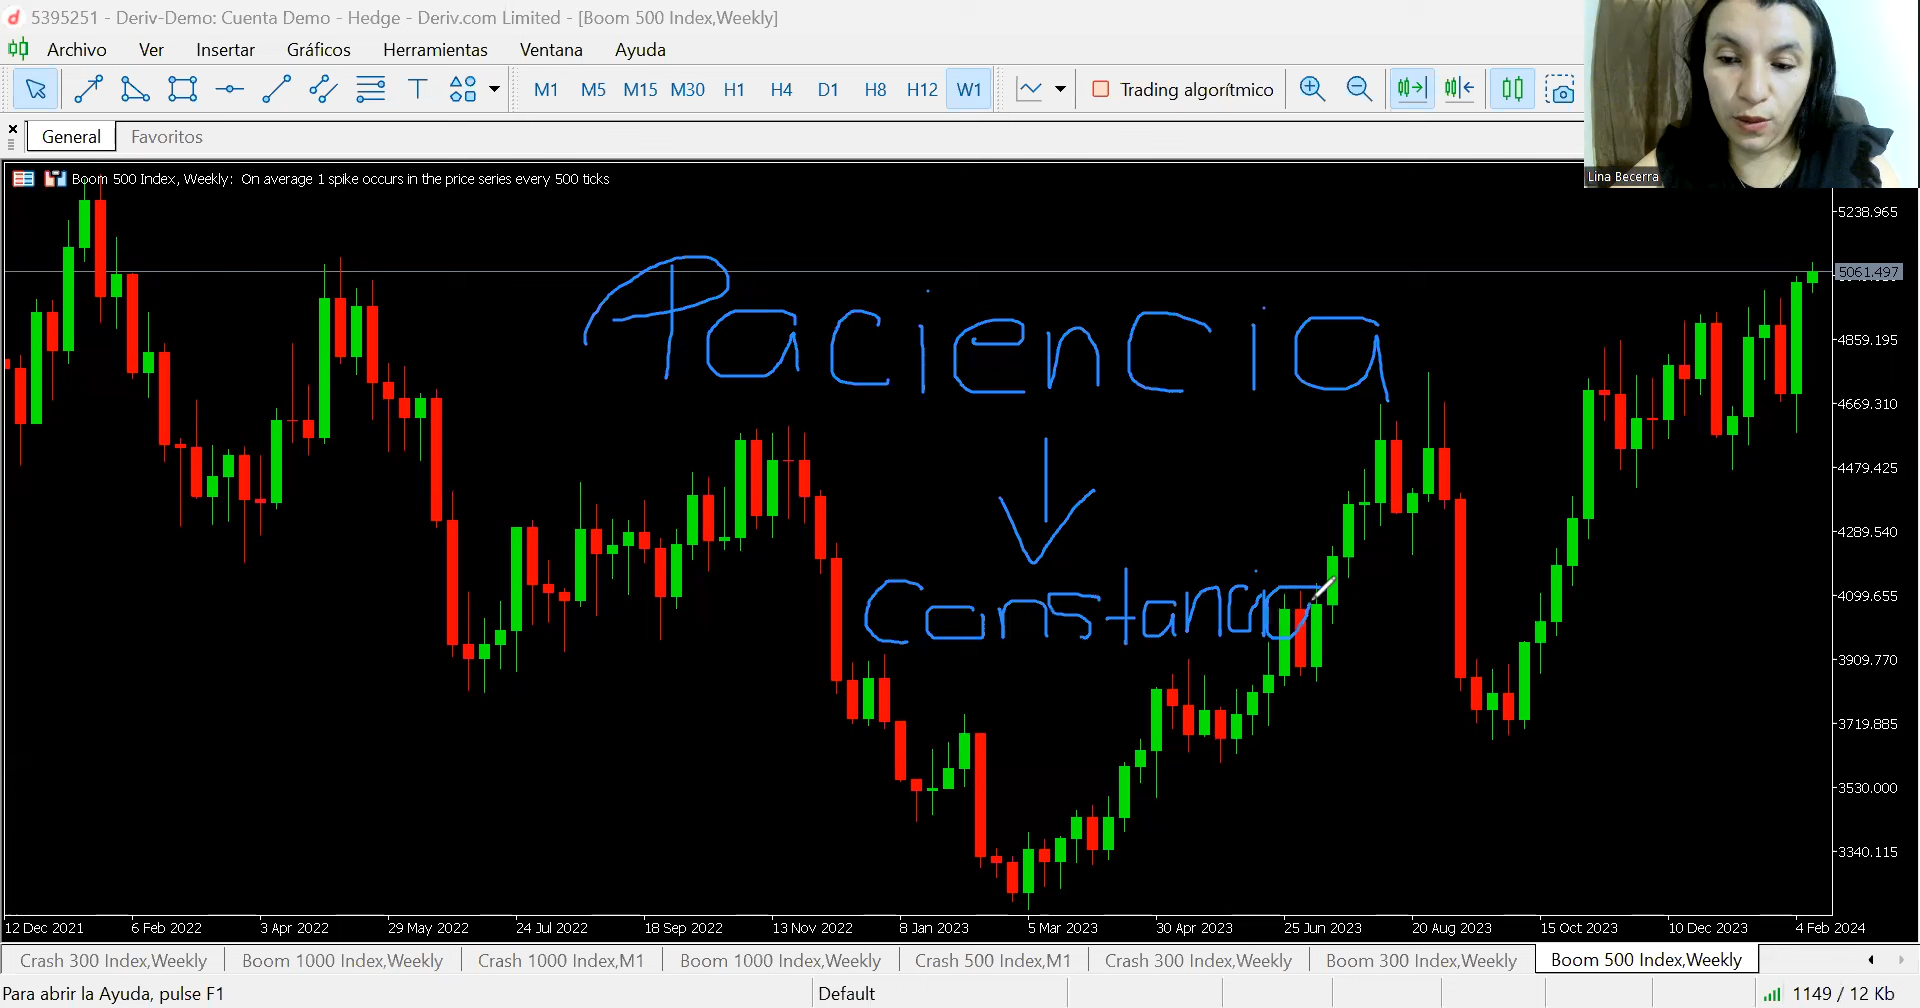 5395251 - Deriv-Demo: Cuenta Demo - Hedge - Deriv.com Limited - [Boom 500 Index,Weekly]
Archivo Ver Insertar Gráficos Herramientas Ventana Ayuda
T M1 M5 M15 M30 H1 H4 D1 H8 H12 W1 Trading algorítmico
General Favoritos
Lina Becerra
Boom 500 Index, Weekly: On average 1 spike occurs in the price series every 500 ticks
5238.965
5061.497
Paciencia
4859.195
4669.310
4479.425
4289.540
Constancia
4099.655
3909.770
3719.885
3530.000
3340.115
12 Dec 2021 6 Feb 2022 3 Apr 2022 29 May 2022 24 Jul 2022 18 Sep 2022 13 Nov 2022 8 Jan 2023 5 Mar 2023 30 Apr 2023 25 Jun 2023 20 Aug 2023 15 Oct 2023 10 Dec 2023 4 Feb 2024
Crash 300 Index,Weekly Boom 1000 Index,Weekly Crash 1000 Index,M1 Boom 1000 Index,Weekly Crash 500 Index,M1 Crash 300 Index,Weekly Boom 300 Index,Weekly Boom 500 Index,Weekly
Para abrir la Ayuda, pulse F1 Default 1149 / 12 Kb